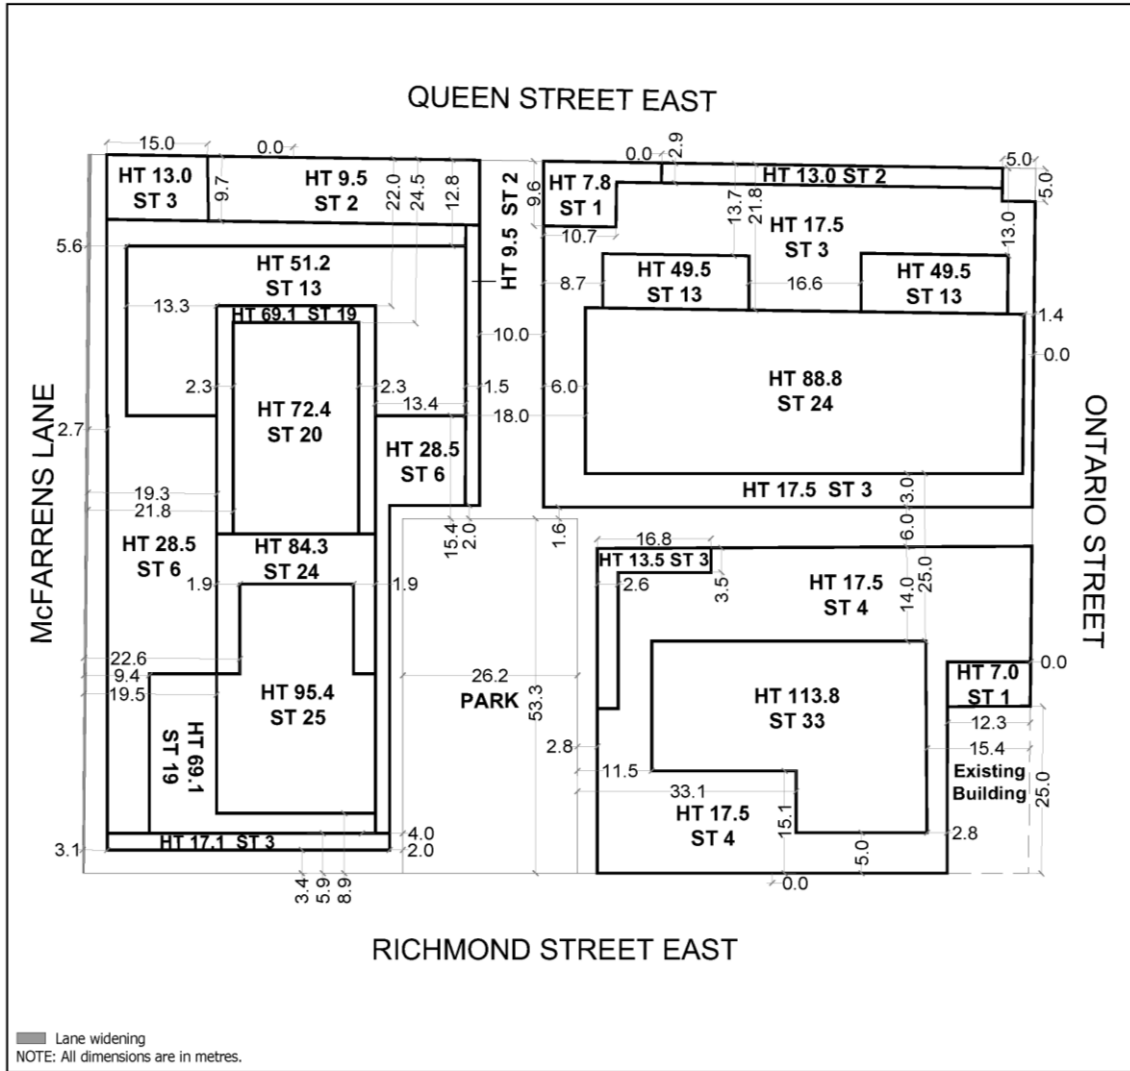 QUEEN STREET EAST
15.0
0.0
0.0
2.9
5.0
5.0
HT 13.0
ST 3
9.7
HT 9.5
ST 2
22.0
24.5
12.8
HT 9.5 ST 2
9.6
HT 7.8
ST 1
10.7
HT 13.0 ST 2
13.7
21.8
HT 17.5
ST 3
13.0
5.6
HT 51.2
ST 13
8.7
HT 49.5
ST 13
16.6
HT 49.5
ST 13
13.3
HT 69.1 ST 19
1.4
10.0
0.0
2.3
2.3
1.5
6.0
HT 88.8
ST 24
13.4
18.0
HT 72.4
ST 20
McFARRENS LANE
2.7
HT 28.5
ST 6
ONTARIO STREET
19.3
21.8
HT 17.5 ST 3
3.0
15.4
2.0
1.6
6.0
HT 28.5
ST 6
HT 84.3
ST 24
16.8
HT 13.5 ST 3
1.9
1.9
2.6
3.5
HT 17.5
ST 4
14.0
25.0
22.6
9.4
19.5
26.2
PARK
53.3
0.0
HT 7.0
ST 1
HT 95.4
ST 25
HT 69.1
ST 19
HT 113.8
ST 33
12.3
2.8
15.4
11.5
33.1
Existing
Building
25.0
HT 17.5
ST 4
15.1
HT 17.1 ST 3
4.0
2.8
3.1
2.0
5.0
3.4
5.9
8.9
0.0
RICHMOND STREET EAST
Lane widening
NOTE: All dimensions are in metres.